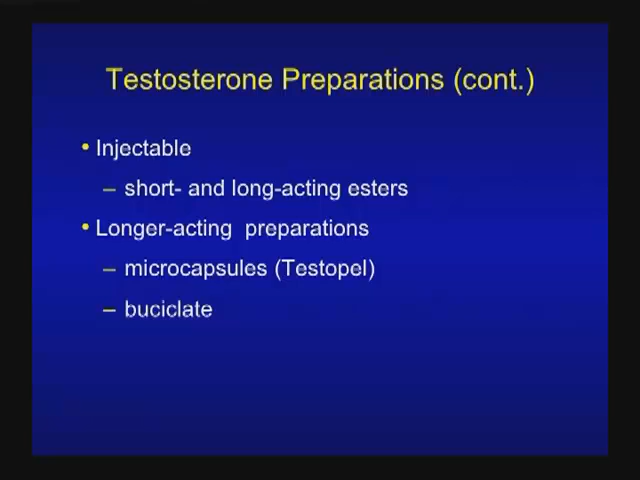 Testosterone Preparations (cont.)
• Injectable
– short- and long-acting esters
• Longer-acting preparations
– microcapsules (Testopel)
– buciclate